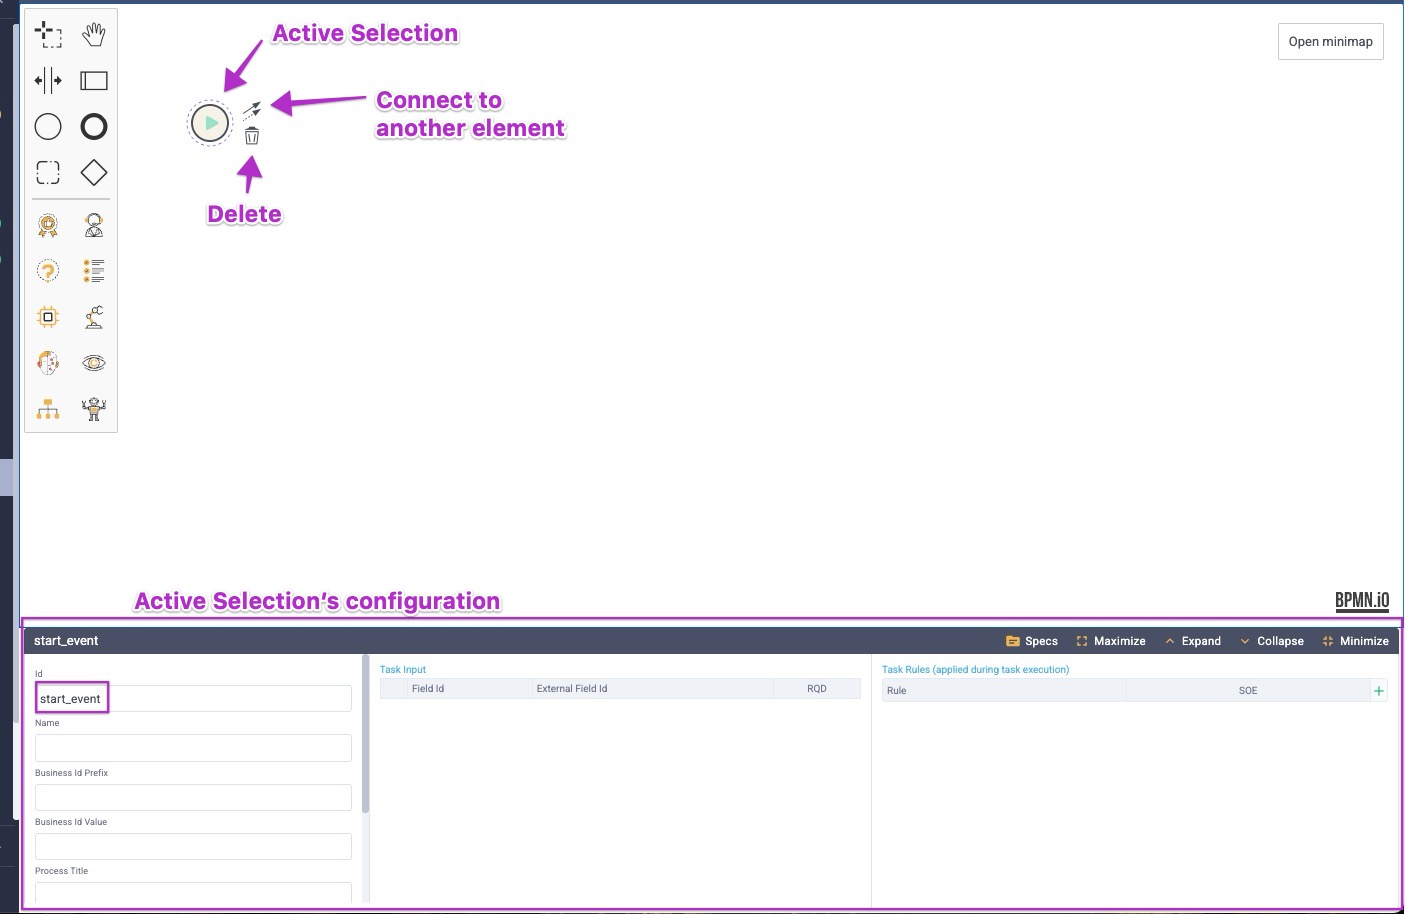 Active Selection
Open minimap
Connect to
another element
Delete
Active Selection's configuration
BPMN.iO
start_event
Specs
Maximize
Expand
Collapse
Minimize
Id
start_event
Name
Business Id Prefix
Business Id Value
Process Title
Task Input
Field Id
External Field Id
RQD
Task Rules (applied during task execution)
Rule
SOE